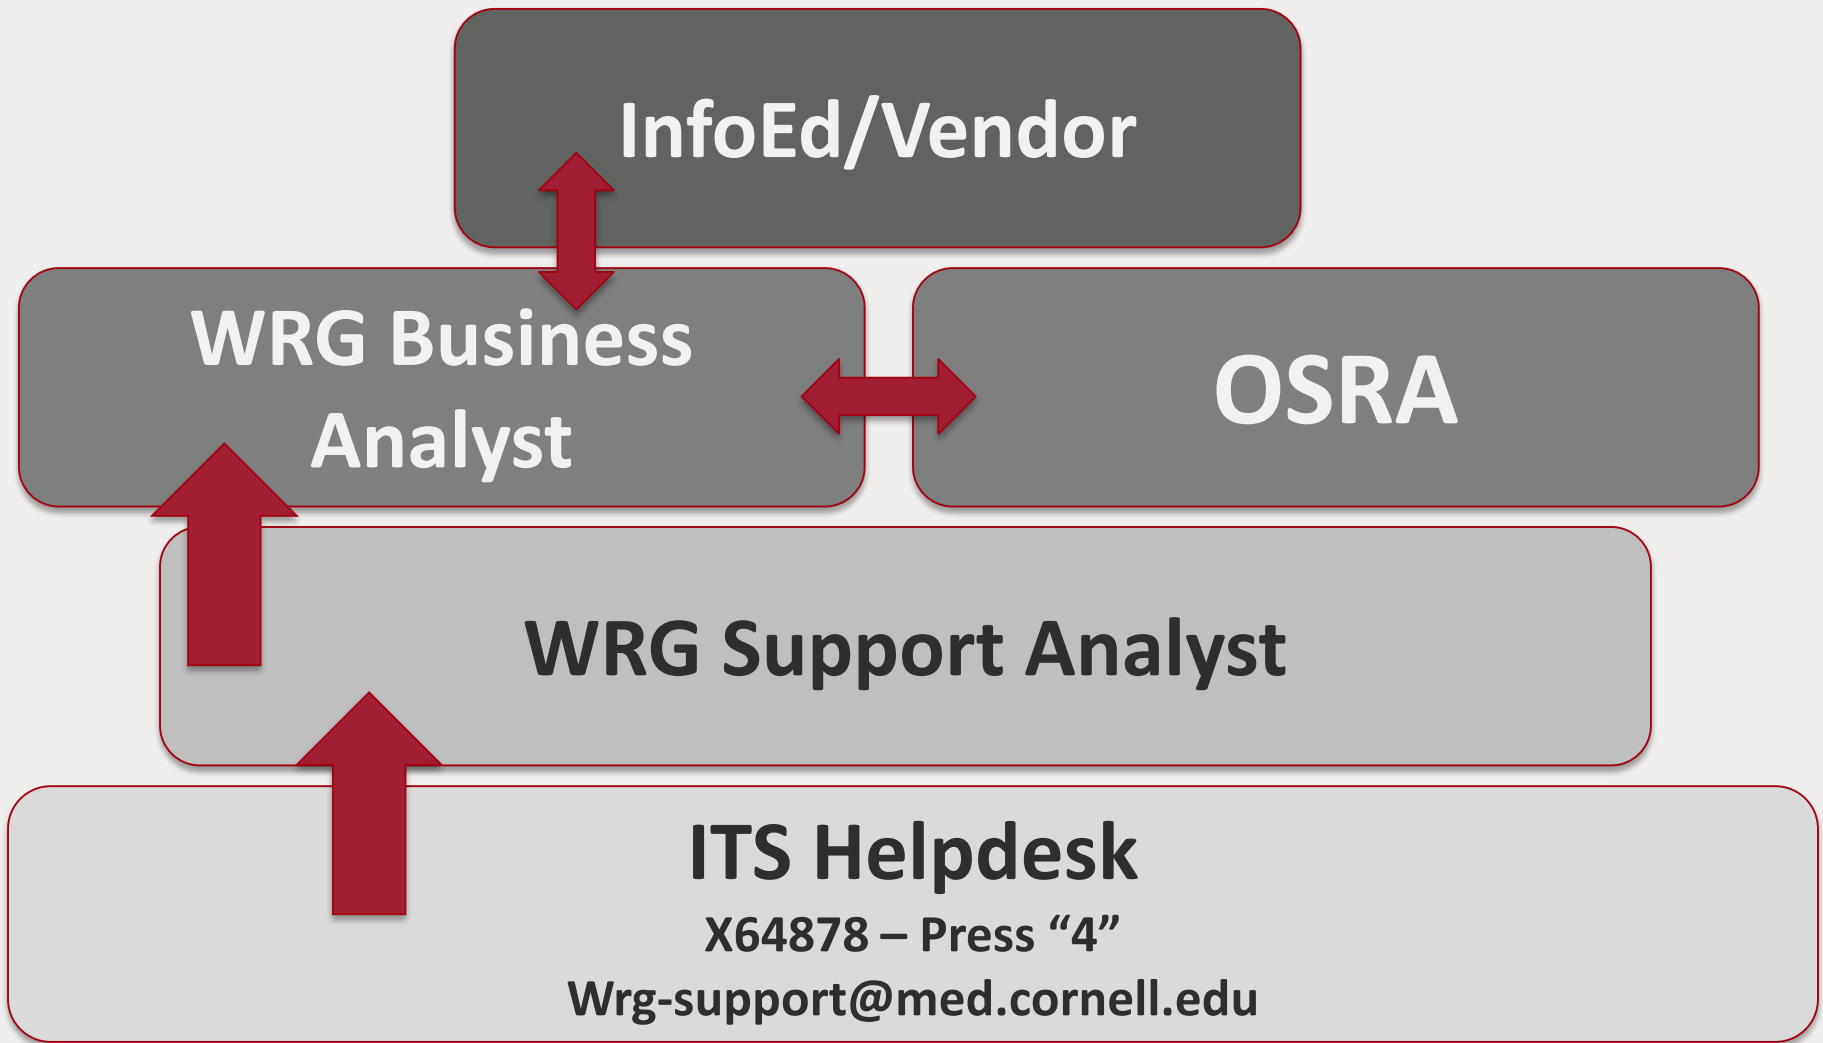 InfoEd/Vendor
WRG Business
Analyst
OSRA
WRG Support Analyst
ITS Helpdesk
X64878 – Press “4”
Wrg-support@med.cornell.edu